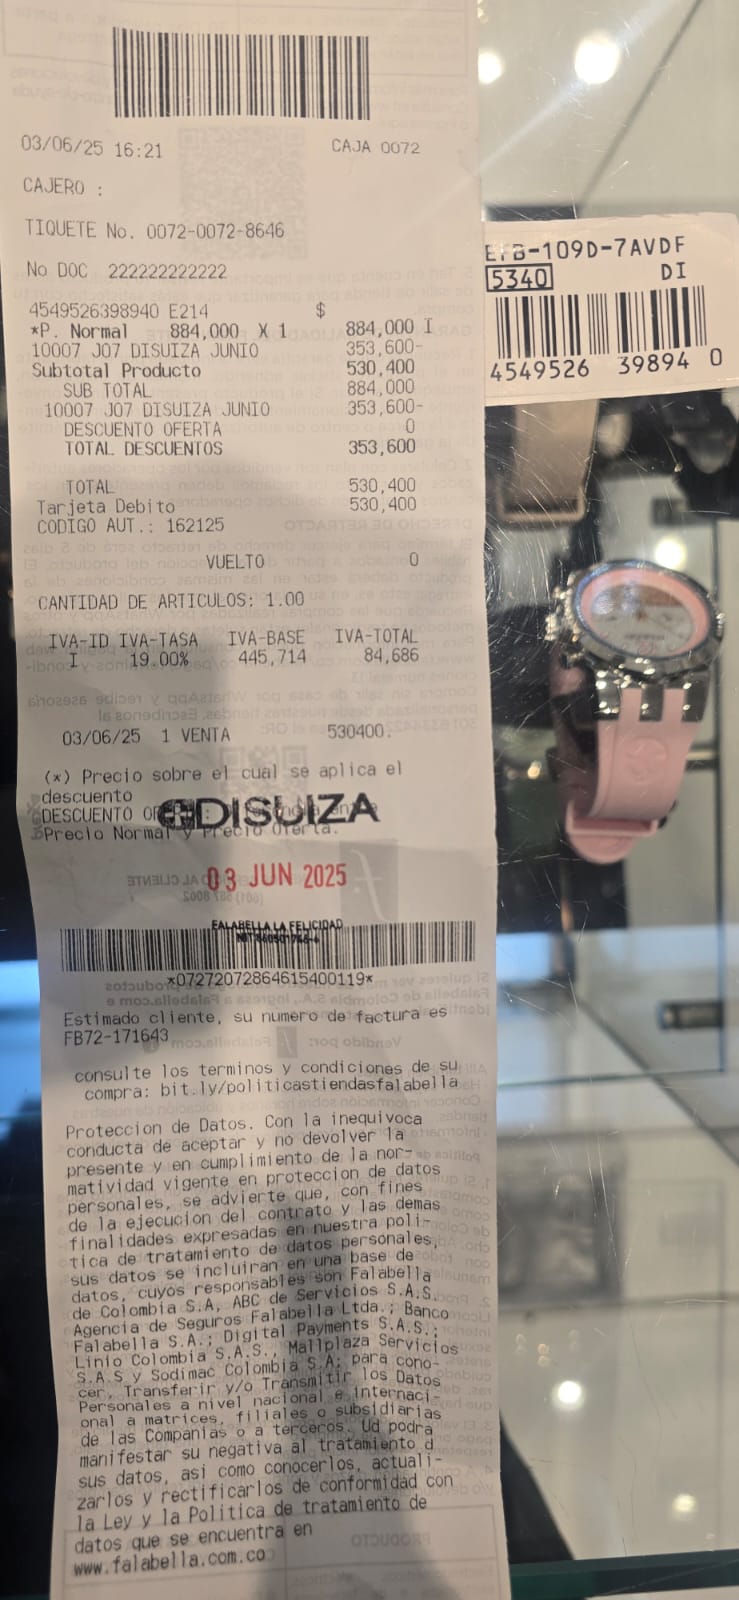 03/06/25 16:21 CAJA 0072
CAJERO :
TIQUETE No. 0072-0072-8646
No DOC 222222222222
4549526398940 E214 $
*P. Normal 884,000 X 1 884,000 I
10007 J07 DISUIZA JUNIO 353,600-
Subtotal Producto 530,400
SUB TOTAL 884,000
10007 J07 DISUIZA JUNIO 353,600-
DESCUENTO OFERTA 0
TOTAL DESCUENTOS 353,600
TOTAL 530,400
Tarjeta Debito 530,400
CODIGO AUT.: 162125
VUELTO 0
CANTIDAD DE ARTICULOS: 1.00
IVA-ID IVA-TASA IVA-BASE IVA-TOTAL
I 19.00% 445,714 84,686
03/06/25 1 VENTA 530400.
(*) Precio sobre el cual se aplica el
descuento
DESCUENTO
DISUIZA
Precio Normal y Precio Oferta.
03 JUN 2025
FALABELLA LA FELICIDAD
*07272072864615400119*
Estimado cliente, su numero de factura es
FB72-171643
consulte los terminos y condiciones de su
compra: bit.ly/politicastiendasfalabella
Proteccion de Datos. Con la inequivoca
conducta de aceptar y no devolver la
presente y en cumplimiento de la nor-
matividad vigente en proteccion de datos
personales, se advierte que, con fines
de la ejecucion del contrato y las demas
finalidades expresadas en nuestra poli-
tica de tratamiento de datos personales,
sus datos se incluiran en una base de
datos, cuyos responsables son Falabella
de Colombia S.A, ABC de Servicios S.A.S.
Agencia de Seguros Falabella Ltda.; Banco
Falabella S.A.; Digital Payments S.A.S.;
Linio Colombia S.A.S., Mallplaza Servicios
S.A.S y Sodimac Colombia S.A; para cono-
cer, Transferir y/o Transmitir los Datos
Personales a nivel nacional e internaci-
onal a matrices, filiales o subsidiarias
de las Companias o a terceros. Ud podra
manifestar su negativa al tratamiento d
sus datos, asi como conocerlos, actuali-
zarlos y rectificarlos de conformidad con
la Ley y la Politica de tratamiento de
datos que se encuentra en
www.falabella.com.co
EFB-109D-7AVDF
5340 DI
4549526 39894 0